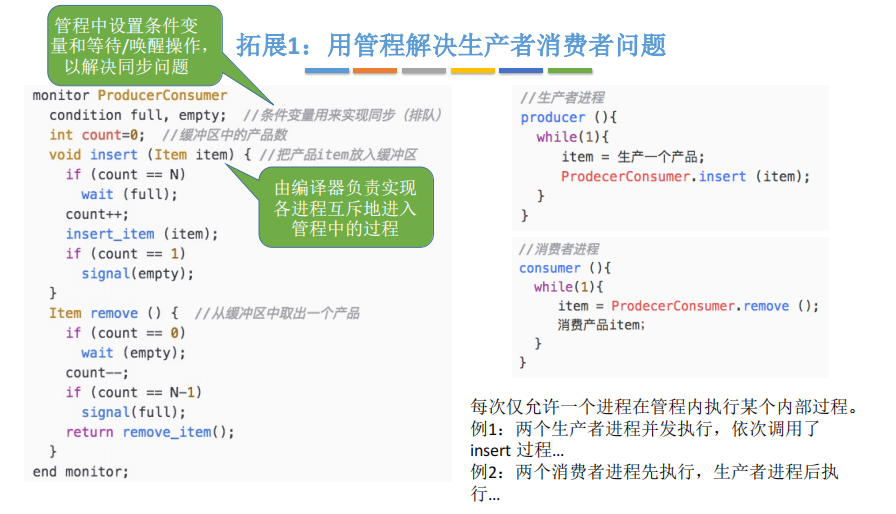 管程中设置条件变
量和等待/唤醒操作，
以解决同步问题
拓展1：用管程解决生产者消费者问题
monitor ProducerConsumer
condition full, empty; //条件变量用来实现同步（排队）
int count=0; //缓冲区中的产品数
void insert (Item item) { //把产品item放入缓冲区
if (count == N)
wait (full);
count++;
insert_item (item);
if (count == 1)
signal(empty);
}
Item remove () { //从缓冲区中取出一个产品
if (count == 0)
wait (empty);
count--;
if (count == N-1)
signal(full);
return remove_item();
}
end monitor;
由编译器负责实现
各进程互斥地进入
管程中的过程
//生产者进程
producer (){
while(1){
item = 生产一个产品;
ProdecerConsumer.insert (item);
}
}
//消费者进程
consumer (){
while(1){
item = ProdecerConsumer.remove ();
消费产品item;
}
}
每次仅允许一个进程在管程内执行某个内部过程。
例1：两个生产者进程并发执行，依次调用了
insert 过程…
例2：两个消费者进程先执行，生产者进程后执
行…